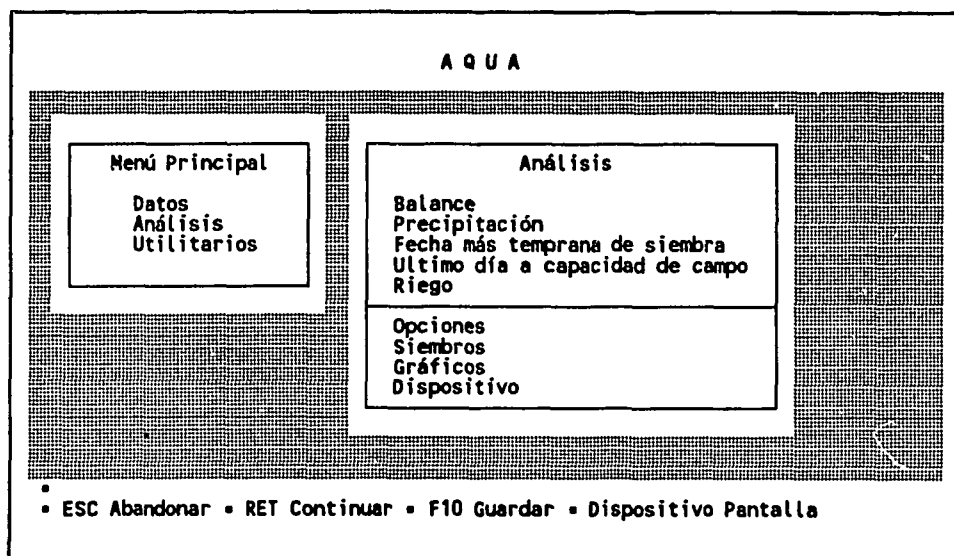 A Q U A
Menú Principal
Datos
Análisis
Utilitarios
Análisis
Balance
Precipitación
Fecha más temprana de siembra
Ultimo día a capacidad de campo
Riego
Opciones
Siembros
Gráficos
Dispositivo
▪ ESC Abandonar ▪ RET Continuar ▪ F10 Guardar ▪ Dispositivo Pantalla